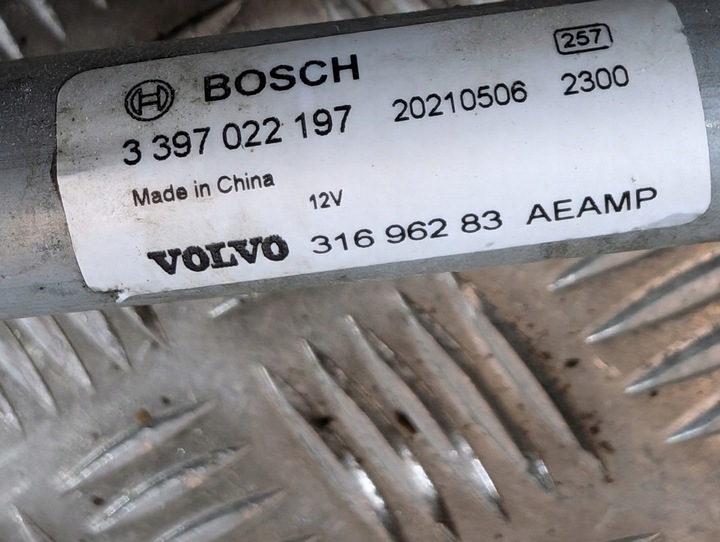 BOSCH 257
3 397 022 197 20210506 2300
Made in China 12V
VOLVO 316 962 83 AEAMP